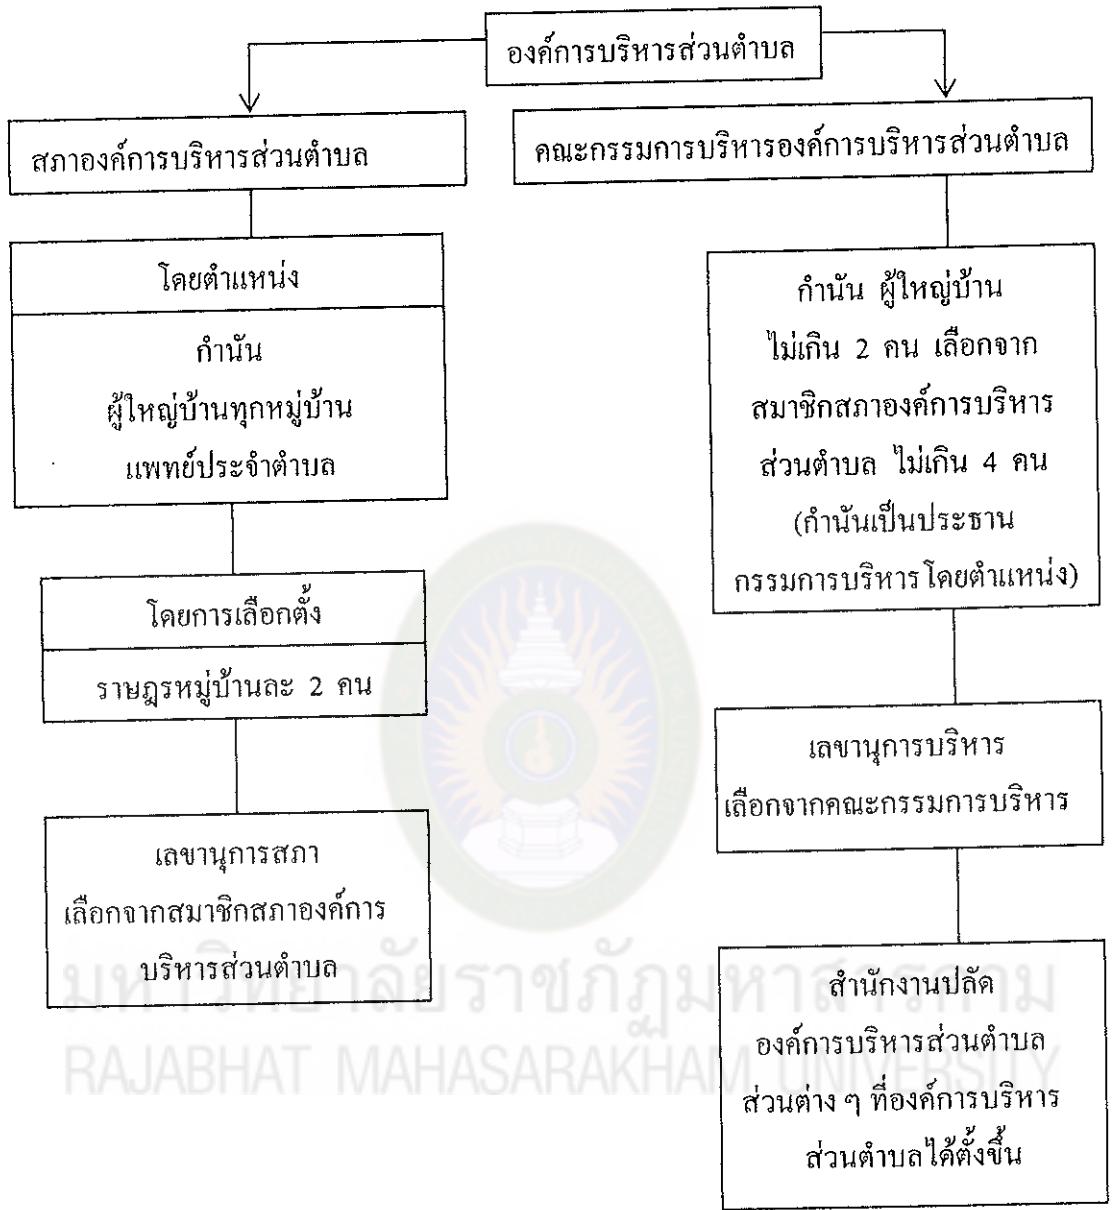 องค์การบริหารส่วนตำบล
สภาองค์การบริหารส่วนตำบล
โดยตำแหน่ง
กำนัน
ผู้ใหญ่บ้านทุกหมู่บ้าน
แพทย์ประจำตำบล
โดยการเลือกตั้ง
ราษฎรหมู่บ้านละ 2 คน
เลขานุการสภา
เลือกจากสมาชิกสภาองค์การ
บริหารส่วนตำบล
คณะกรรมการบริหารองค์การบริหารส่วนตำบล
กำนัน ผู้ใหญ่บ้าน
ไม่เกิน 2 คน เลือกจาก
สมาชิกสภาองค์การบริหาร
ส่วนตำบล ไม่เกิน 4 คน
(กำนันเป็นประธาน
กรรมการบริหารโดยตำแหน่ง)
เลขานุการบริหาร
เลือกจากคณะกรรมการบริหาร
สำนักงานปลัด
องค์การบริหารส่วนตำบล
ส่วนต่าง ๆ ที่องค์การบริหาร
ส่วนตำบลได้ตั้งขึ้น
มหาวิทยาลัยราชภัฏมหาสารคาม
RAJABHAT MAHASARAKHAM UNIVERSITY